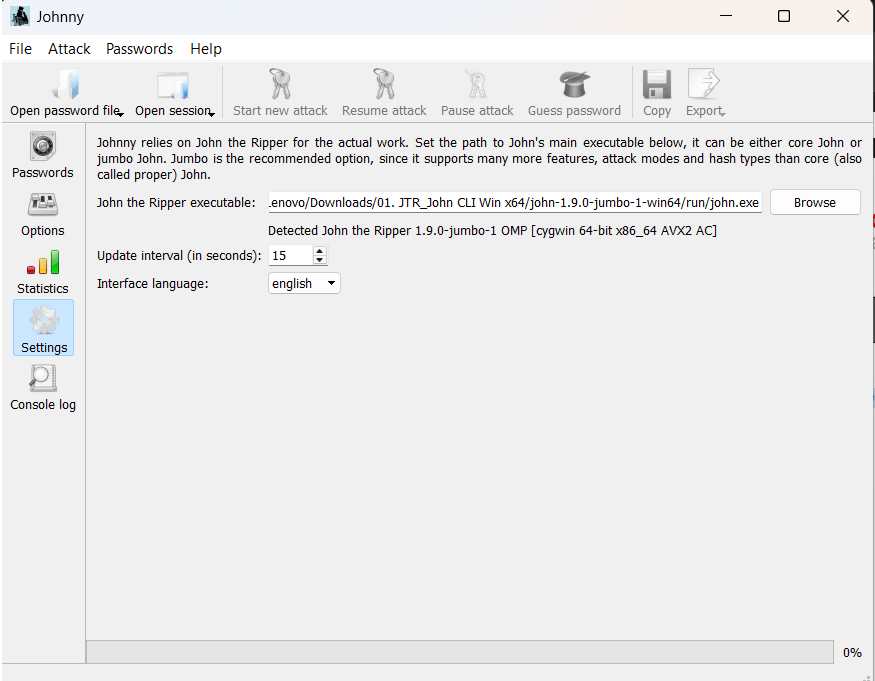 Johnny
File Attack Passwords Help
Open password file Open session Start new attack Resume attack Pause attack Guess password Copy Export
Passwords
Options
Statistics
Settings
Console log
Johnny relies on John the Ripper for the actual work. Set the path to John's main executable below, it can be either core John or
jumbo John. Jumbo is the recommended option, since it supports many more features, attack modes and hash types than core (also
called proper) John.
John the Ripper executable: .enovo/Downloads/01. JTR_John CLI Win x64/john-1.9.0-jumbo-1-win64/run/john.exe Browse
Detected John the Ripper 1.9.0-jumbo-1 OMP [cygwin 64-bit x86_64 AVX2 AC]
Update interval (in seconds): 15
Interface language: english
0%